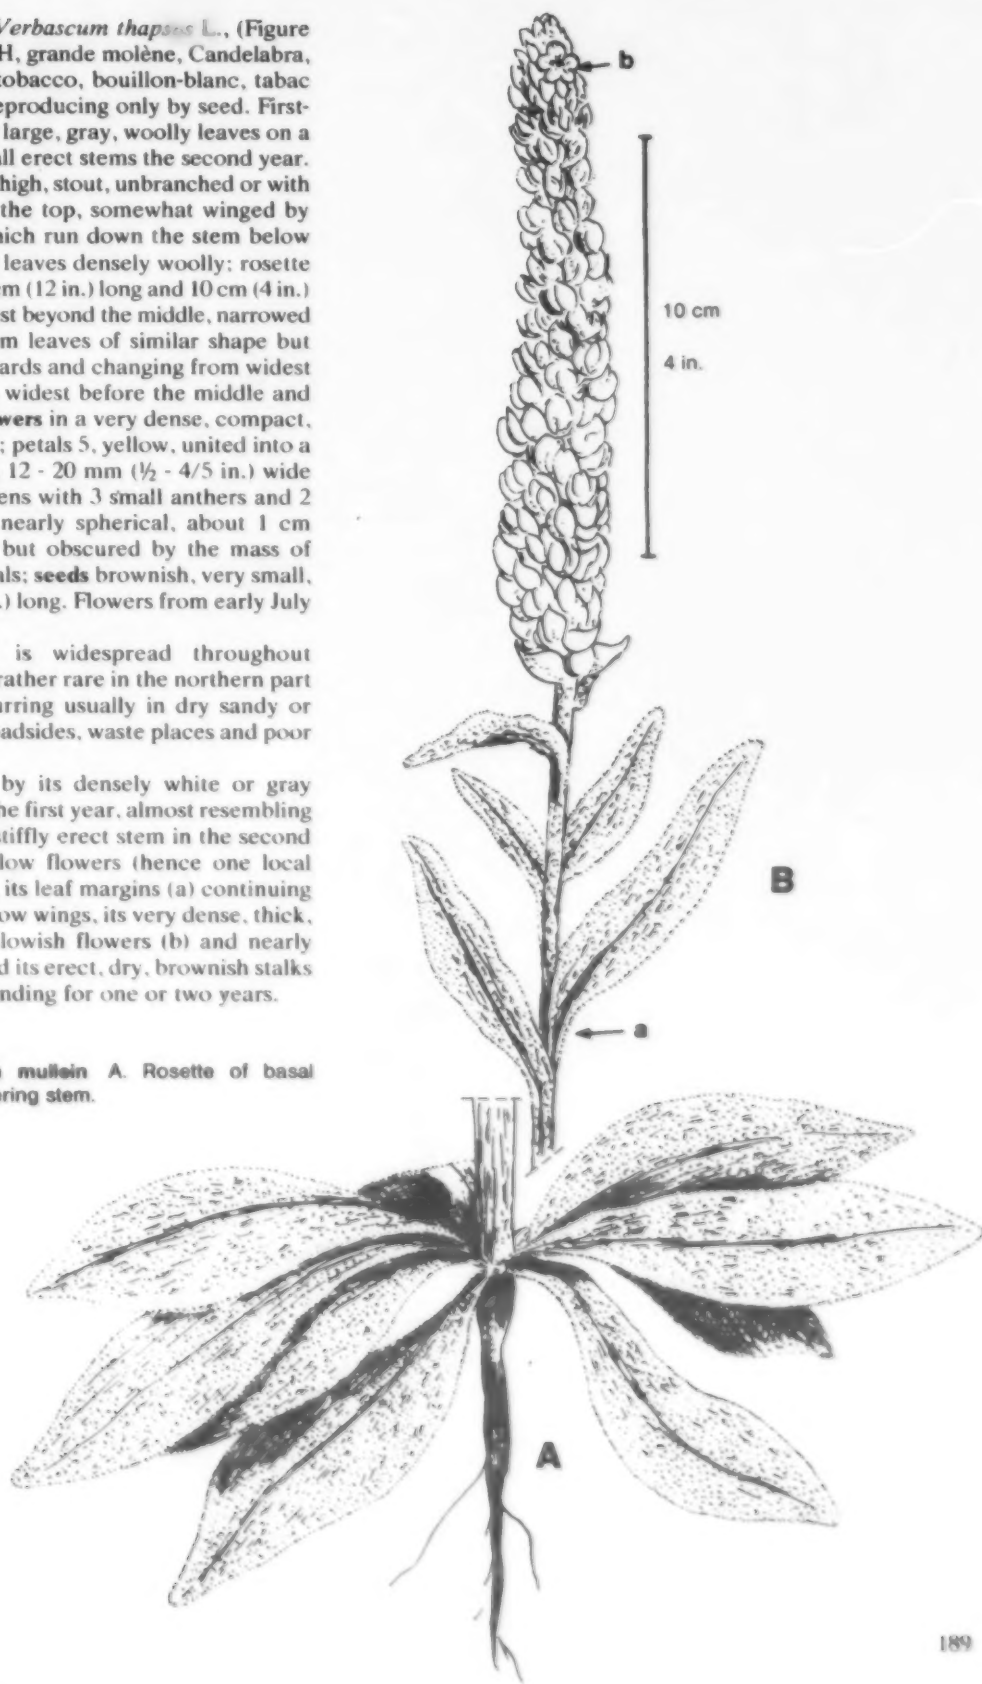 Verbascum thapsus L., (Figure
H, grande molène, Candelabra,
tobacco, bouillon-blanc, tabac
eproducing only by seed. First-
large, gray, woolly leaves on a
all erect stems the second year.
high, stout, unbranched or with
the top, somewhat winged by
hich run down the stem below
leaves densely woolly; rosette
cm (12 in.) long and 10 cm (4 in.)
st beyond the middle, narrowed
m leaves of similar shape but
ards and changing from widest
widest before the middle and
wers in a very dense, compact,
; petals 5, yellow, united into a
12 - 20 mm (½ - 4/5 in.) wide
ens with 3 small anthers and 2
nearly spherical, about 1 cm
but obscured by the mass of
als; seeds brownish, very small,
.) long. Flowers from early July
is widespread throughout
rather rare in the northern part
urring usually in dry sandy or
adsides, waste places and poor
by its densely white or gray
he first year, almost resembling
stiffly erect stem in the second
low flowers (hence one local
its leaf margins (a) continuing
ow wings, its very dense, thick,
lowish flowers (b) and nearly
d its erect, dry, brownish stalks
nding for one or two years.
mullein A. Rosette of basal
ering stem.
b
10 cm
4 in.
B
a
A
189